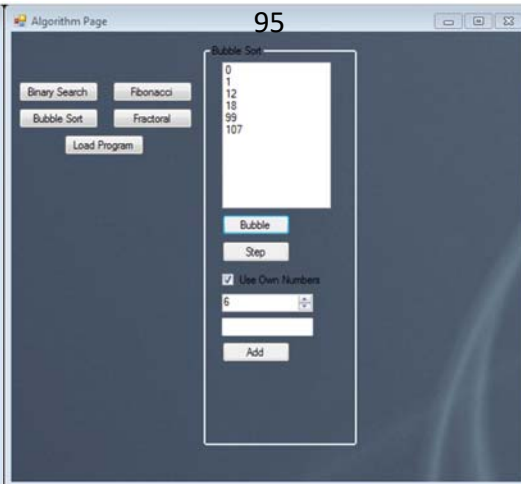 Algorithm Page
95
Bubble Sort
0
1
12
18
99
107
Binary Search
Fibonacci
Bubble Sort
Fractoral
Load Program
Bubble
Step
Use Own Numbers
6
Add